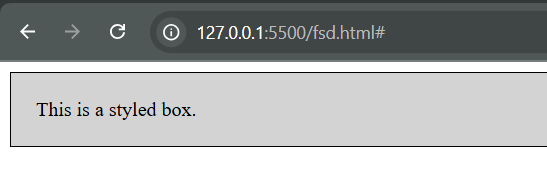 127.0.0.1:5500/fsd.html#
This is a styled box.